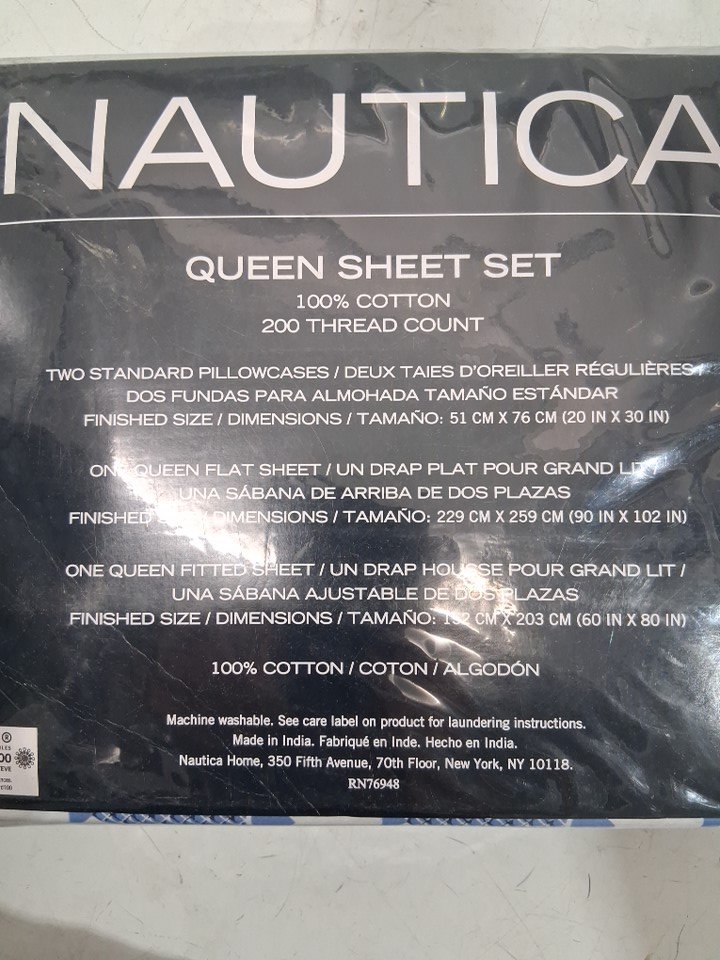 NAUTICA
QUEEN SHEET SET
100% COTTON
200 THREAD COUNT
TWO STANDARD PILLOWCASES / DEUX TAIES D'OREILLER RÉGULIÈRES /
DOS FUNDAS PARA ALMOHADA TAMAÑO ESTÁNDAR
FINISHED SIZE / DIMENSIONS / TAMAÑO: 51 CM X 76 CM (20 IN X 30 IN)
ONE QUEEN FLAT SHEET / UN DRAP PLAT POUR GRAND LIT /
UNA SÁBANA DE ARRIBA DE DOS PLAZAS
FINISHED / DIMENSIONS / TAMAÑO: 229 CM X 259 CM (90 IN X 102 IN)
ONE QUEEN FITTED SHEET / UN DRAP HOUSSE POUR GRAND LIT /
UNA SÁBANA AJUSTABLE DE DOS PLAZAS
FINISHED SIZE / DIMENSIONS / TAMAÑO: 152 CM X 203 CM (60 IN X 80 IN)
100% COTTON / COTON / ALGODÓN
Machine washable. See care label on product for laundering instructions.
Made in India. Fabriqué en Inde. Hecho en India.
Nautica Home, 350 Fifth Avenue, 70th Floor, New York, NY 10118.
RN76948